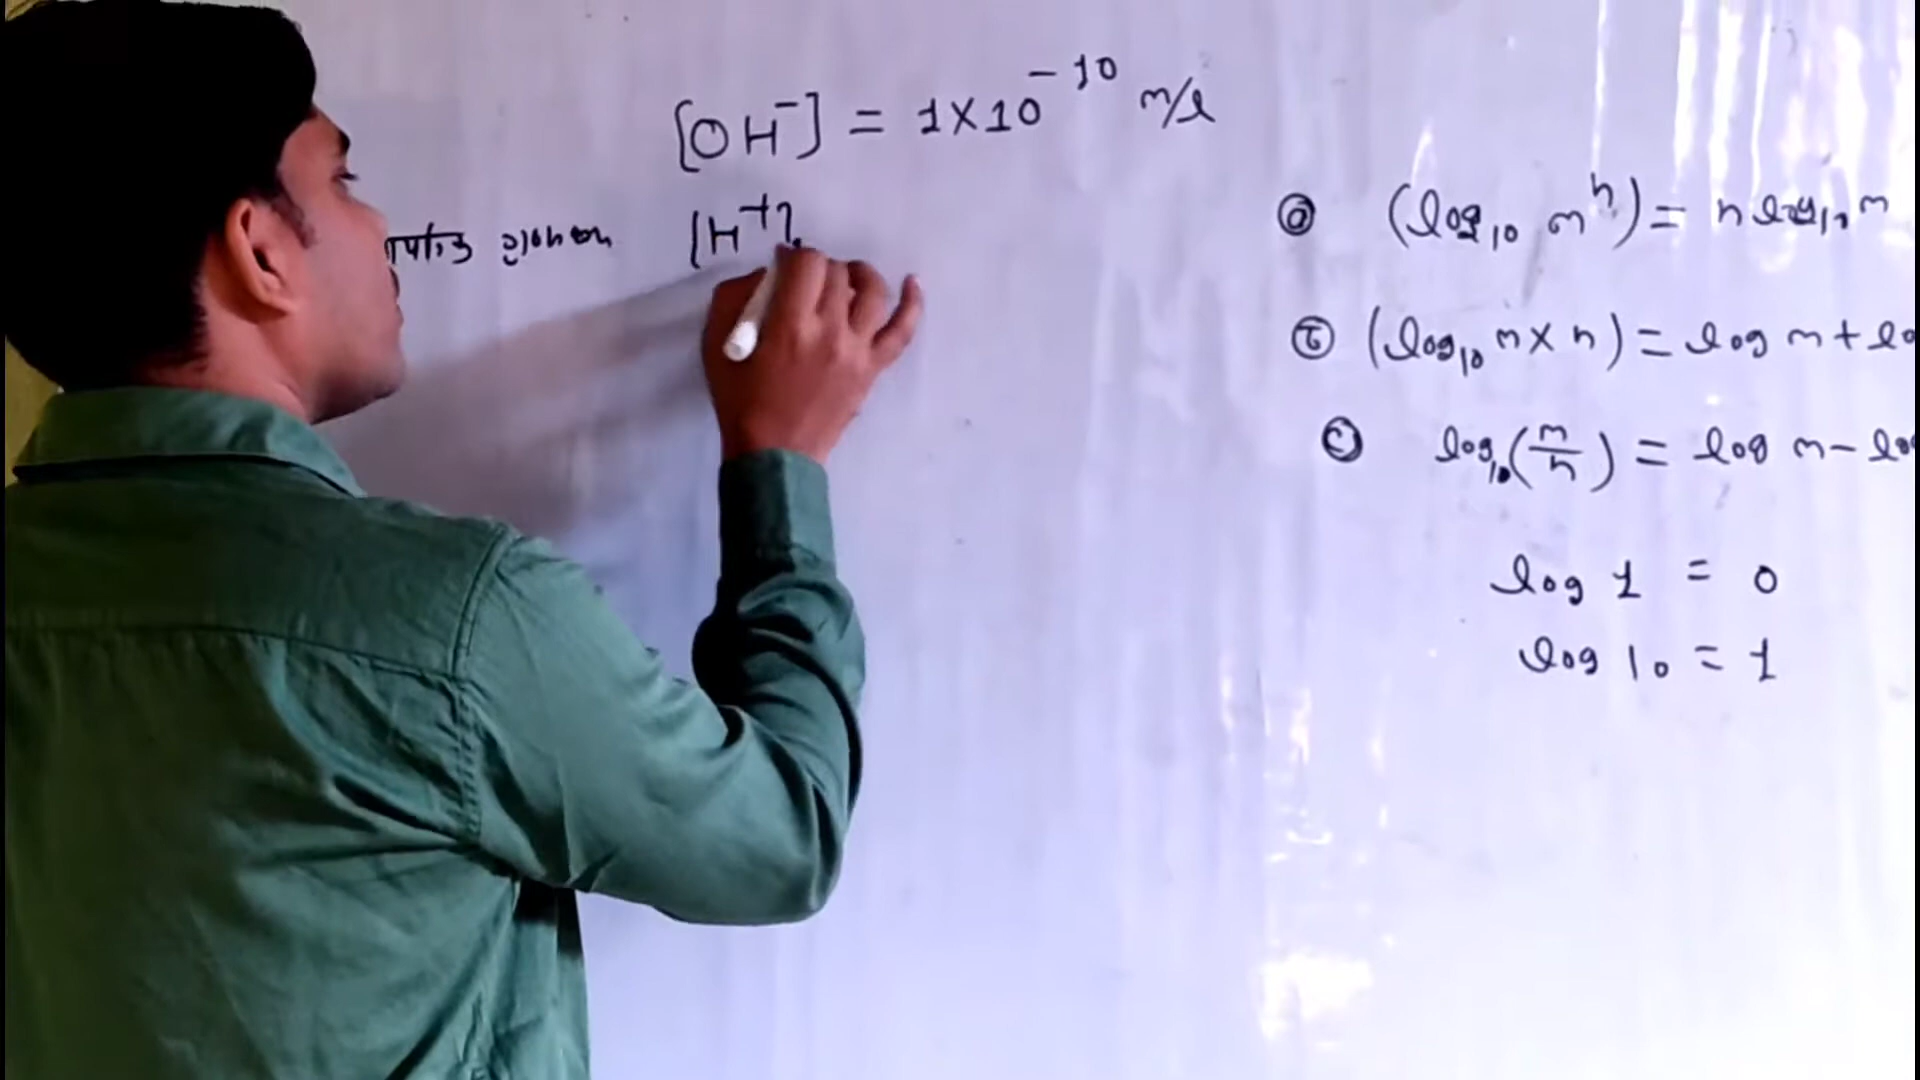 [OH⁻] = 1×10⁻¹⁰ m/l
[H⁺]
ⓐ (log₁₀ mⁿ) = n log₁₀ m
ⓑ (log₁₀ m×n) = log m + lo
ⓒ log₁₀(m/n) = log m − lo
log 1 = 0
log 10 = 1